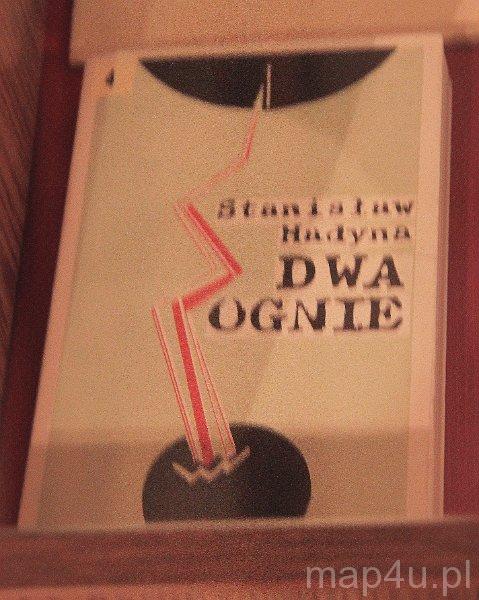 Stanisław
Hadyna
DWA
OGNIE
map4u.pl